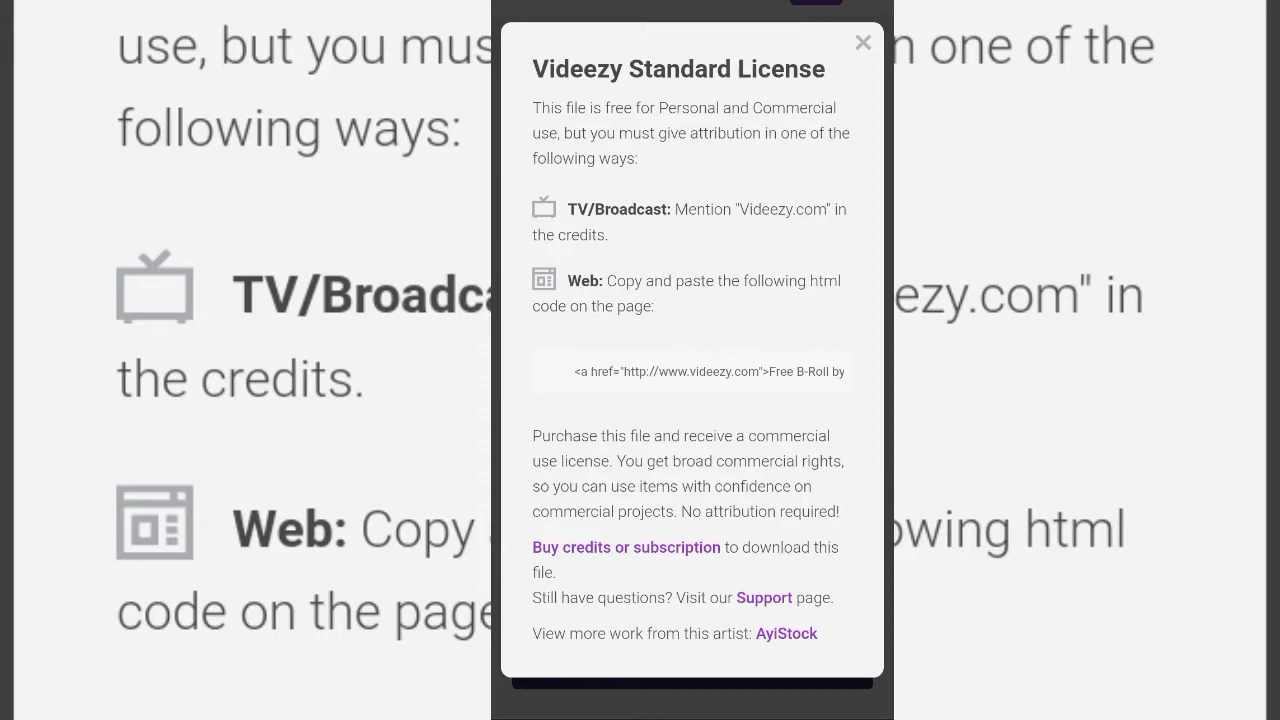 Videezy Standard License
This file is free for Personal and Commercial
use, but you must give attribution in one of the
following ways:
TV/Broadcast: Mention "Videezy.com" in
the credits.
Web: Copy and paste the following html
code on the page:
<a href="http://www.videezy.com">Free B-Roll by
Purchase this file and receive a commercial
use license. You get broad commercial rights,
so you can use items with confidence on
commercial projects. No attribution required!
Buy credits or subscription to download this
file.
Still have questions? Visit our Support page.
View more work from this artist: AyiStock
use, but you mus
n one of the
following ways:
TV/Broadca
ezy.com" in
the credits.
Web: Copy
owing html
code on the page